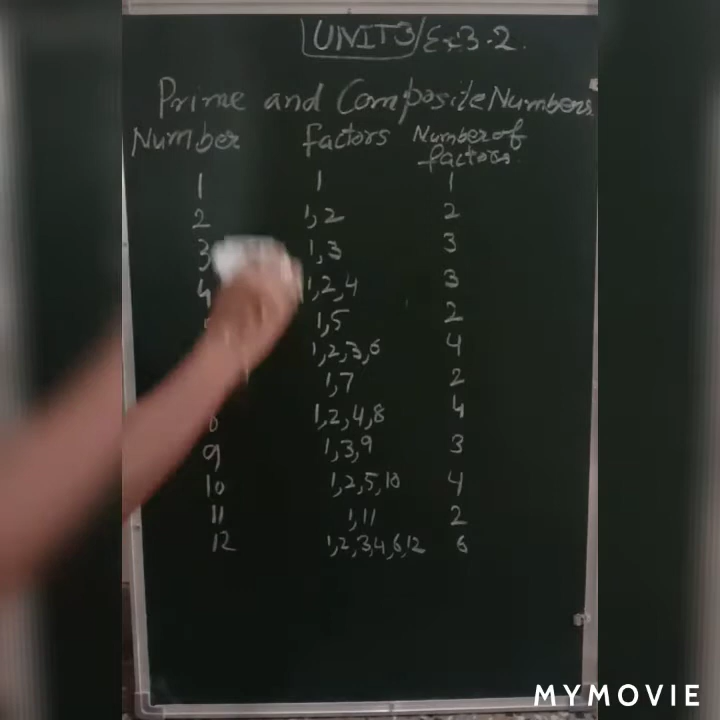 UNIT3/Ex3.2.
Prime and Composite Numbers
Number factors Number of factors
1 1 1
2 1,2 2
3 1,3 3
4 1,2,4 3
1,5 2
1,2,3,6 4
1,7 2
8 1,2,4,8 4
9 1,3,9 3
10 1,2,5,10 4
11 1,11 2
12 1,2,3,4,6,12 6
MYMOVIE